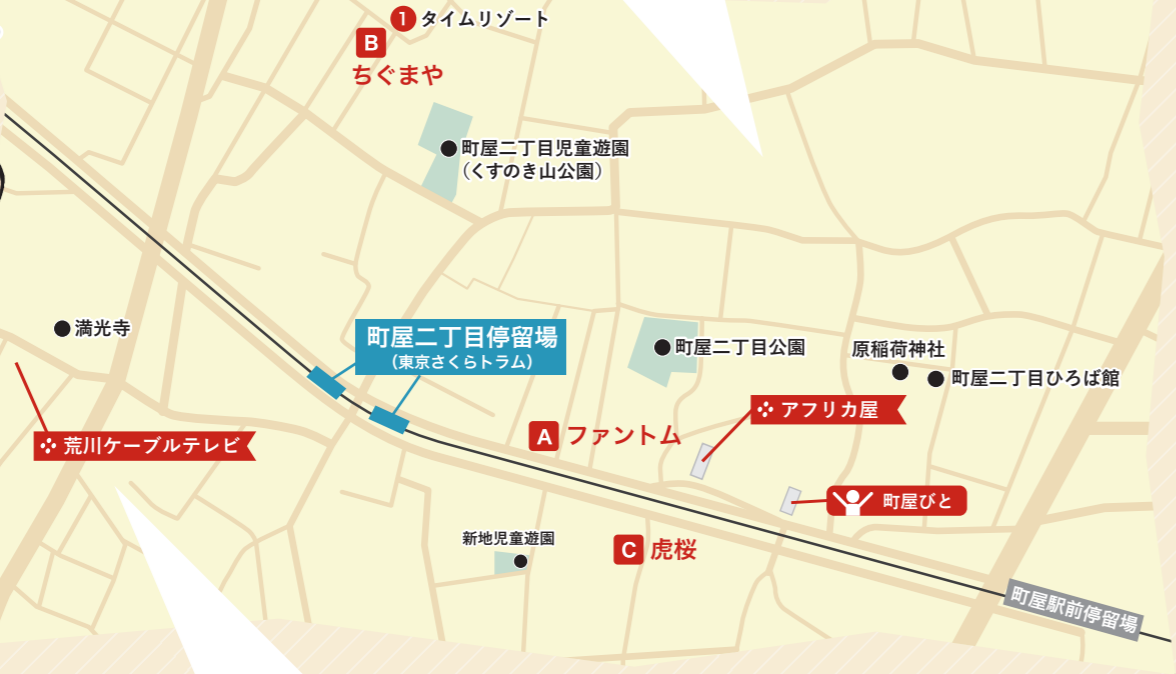 1 タイムリゾート
B
ちぐまや
町屋二丁目児童遊園
（くすのき山公園）
満光寺
町屋二丁目停留場
（東京さくらトラム）
町屋二丁目公園
原稲荷神社
町屋二丁目ひろば館
アフリカ屋
荒川ケーブルテレビ
A ファントム
町屋びと
新地児童遊園
C 虎桜
町屋駅前停留場